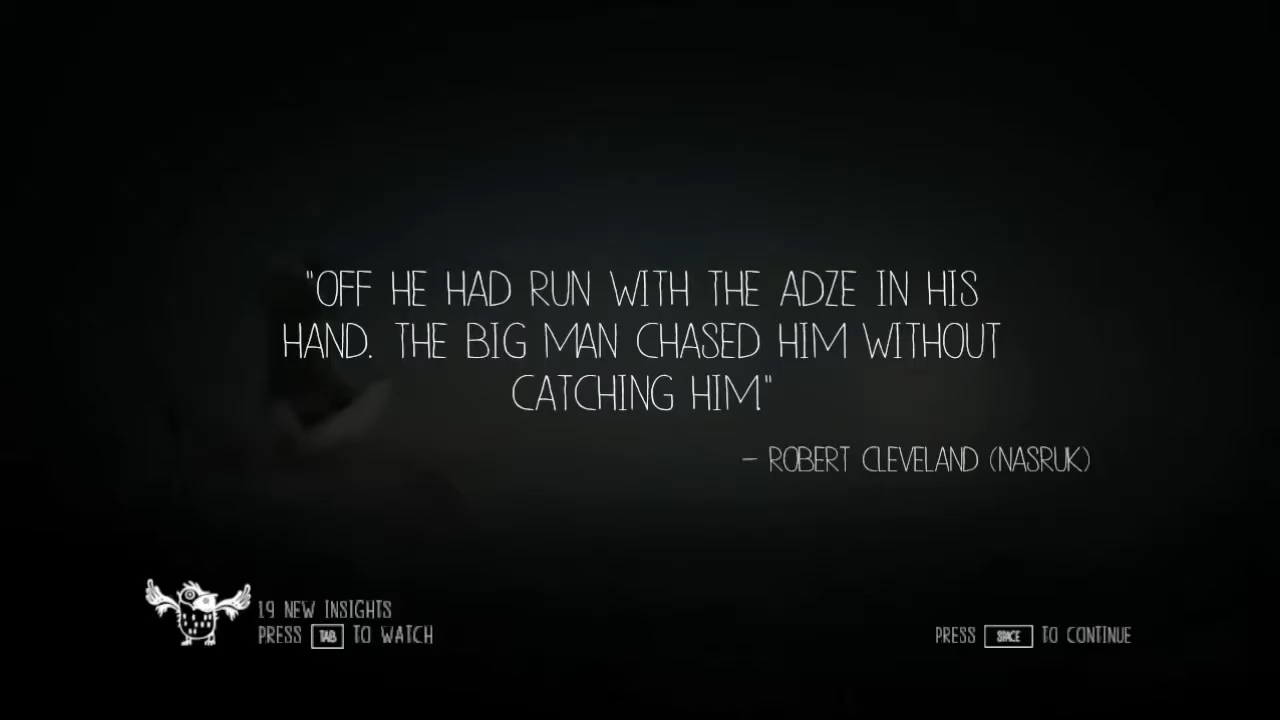 "OFF HE HAD RUN WITH THE ADZE IN HIS
HAND. THE BIG MAN CHASED HIM WITHOUT
CATCHING HIM"
– ROBERT CLEVELAND (NASRUK)
19 NEW INSIGHTS
PRESS TAB TO WATCH
PRESS SPACE TO CONTINUE